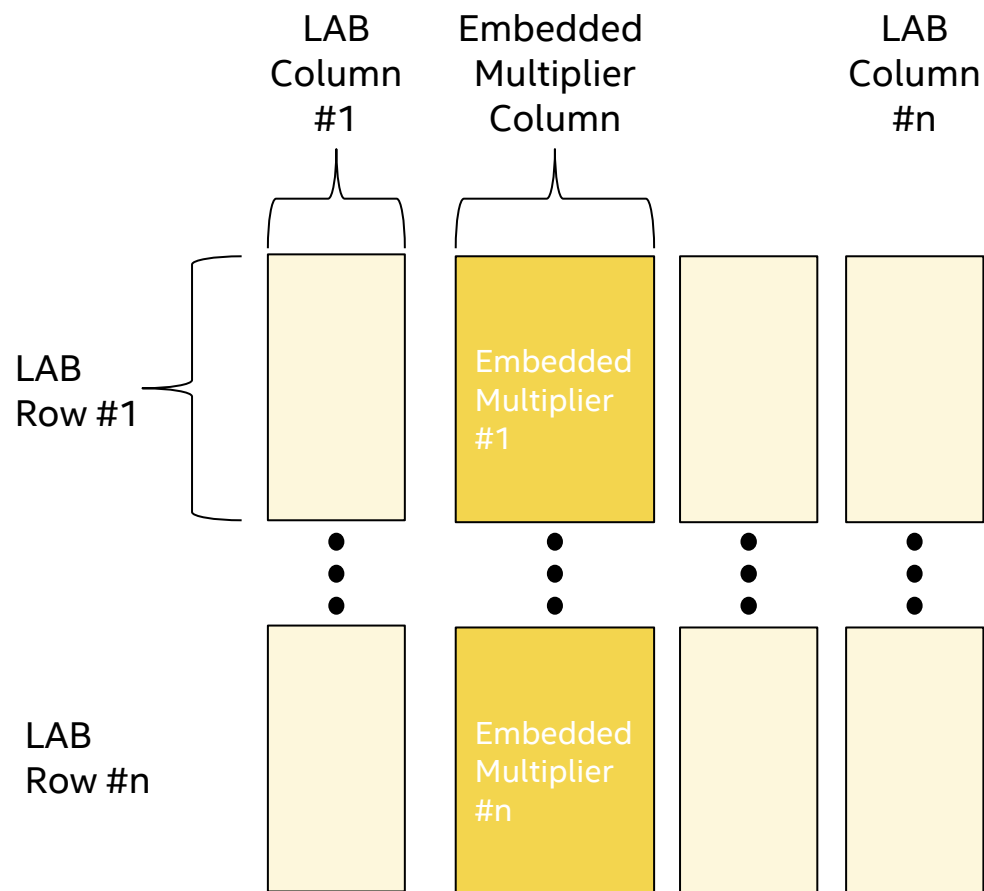 LAB
Column
#1
Embedded
Multiplier
Column
LAB
Column
#n
LAB
Row #1
Embedded
Multiplier
#1
LAB
Row #n
Embedded
Multiplier
#n